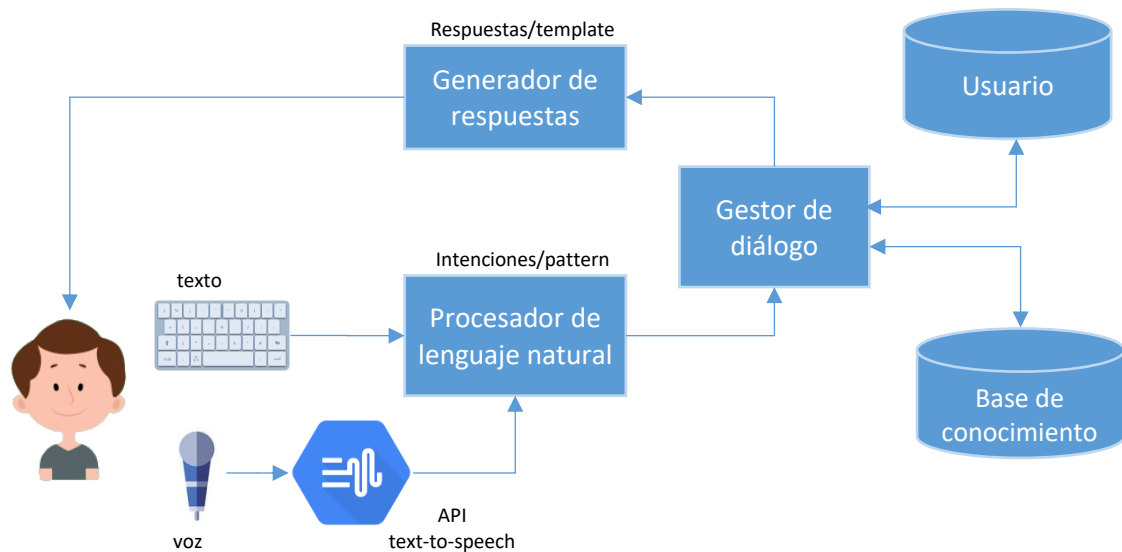 Respuestas/template
Generador de
respuestas
Usuario
Gestor de
diálogo
Intenciones/pattern
texto
Procesador de
lenguaje natural
Base de
conocimiento
voz
API
text-to-speech